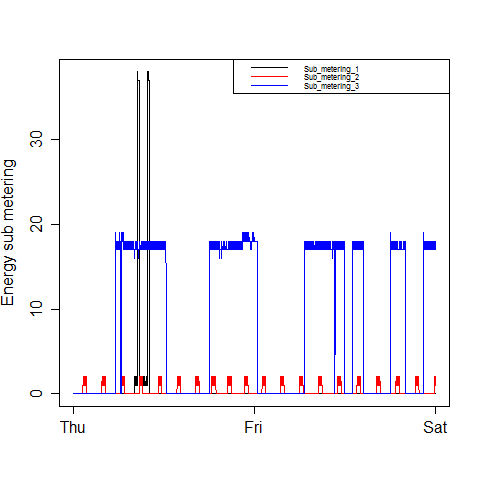 Sub_metering_1
Sub_metering_2
Sub_metering_3
Energy sub metering
30
20
10
0
Thu Fri Sat